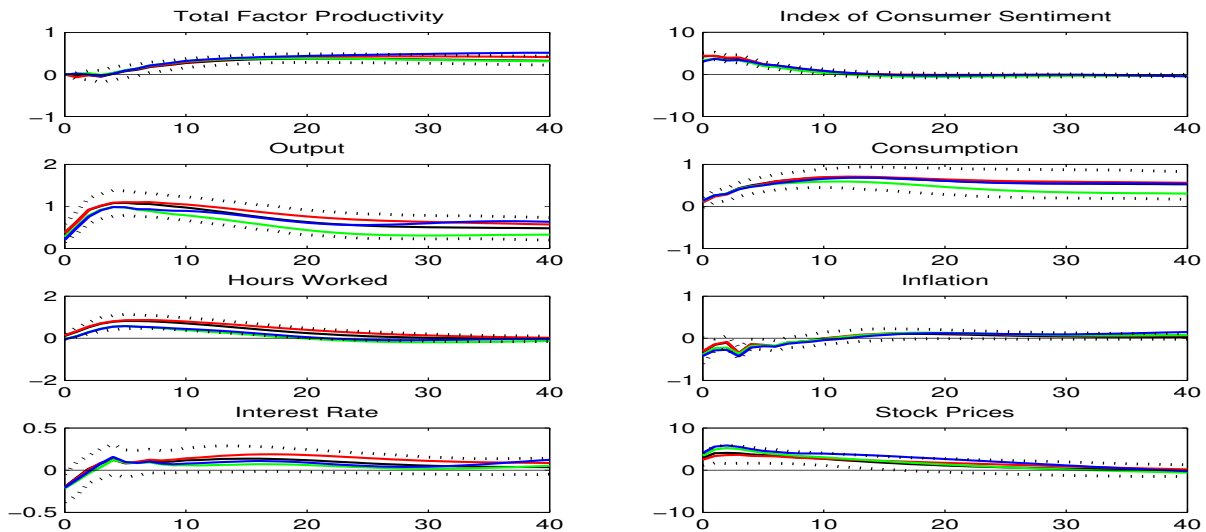 Total Factor Productivity
1
0
−1
0 10 20 30 40
Index of Consumer Sentiment
10
0
−10
0 10 20 30 40
Output
2
1
0
0 10 20 30 40
Consumption
1
0
−1
0 10 20 30 40
Hours Worked
2
0
−2
0 10 20 30 40
Inflation
1
0
−1
0 10 20 30 40
Interest Rate
0.5
0
−0.5
0 10 20 30 40
Stock Prices
10
0
−10
0 10 20 30 40